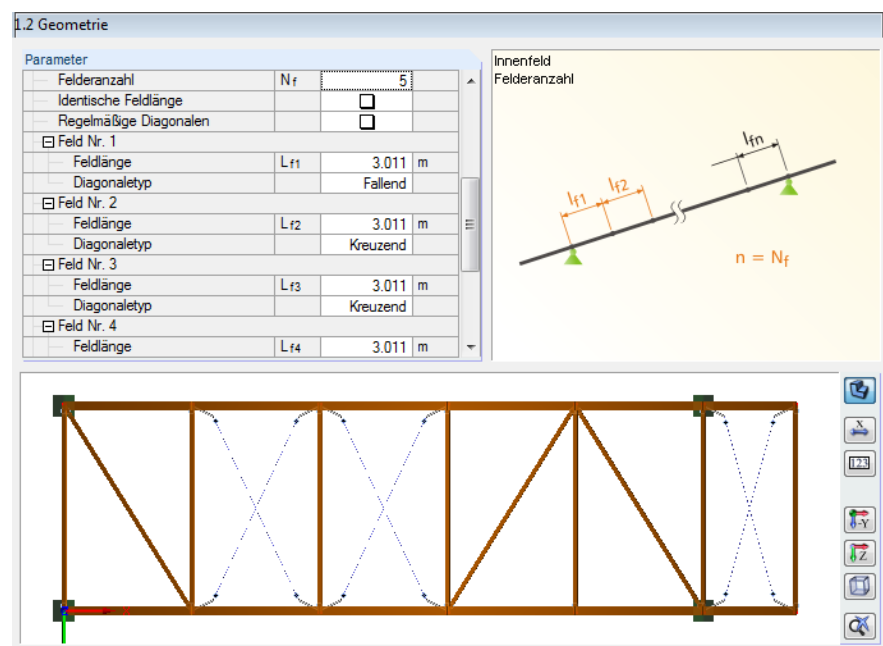 1.2 Geometrie
Parameter
Felderanzahl Nf 5
Identische Feldlänge
Regelmäßige Diagonalen
Feld Nr. 1
Feldlänge Lf1 3.011 m
Diagonaletyp Fallend
Feld Nr. 2
Feldlänge Lf2 3.011 m
Diagonaletyp Kreuzend
Feld Nr. 3
Feldlänge Lf3 3.011 m
Diagonaletyp Kreuzend
Feld Nr. 4
Feldlänge Lf4 3.011 m
Innenfeld
Felderanzahl
lf1 lf2 lfn
n = Nf
X
123
-Y
Z